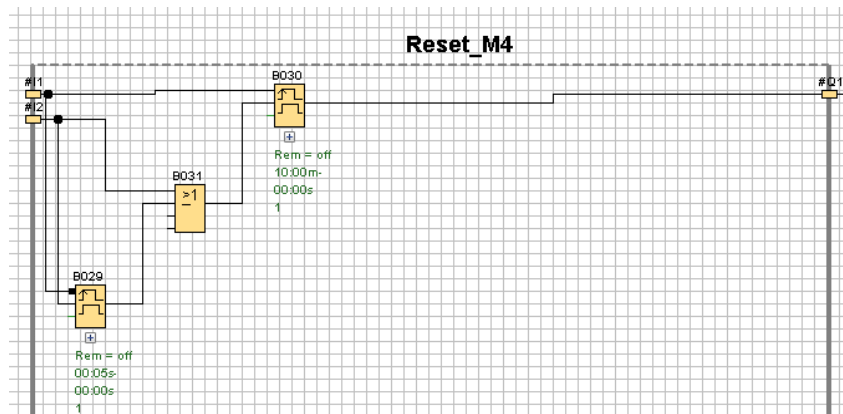 Reset_M4
#I1
#I2
B030
#Q1
Rem = off
10:00m-
00:00s
1
B031
≥1
B029
Rem = off
00:05s-
00:00s
1